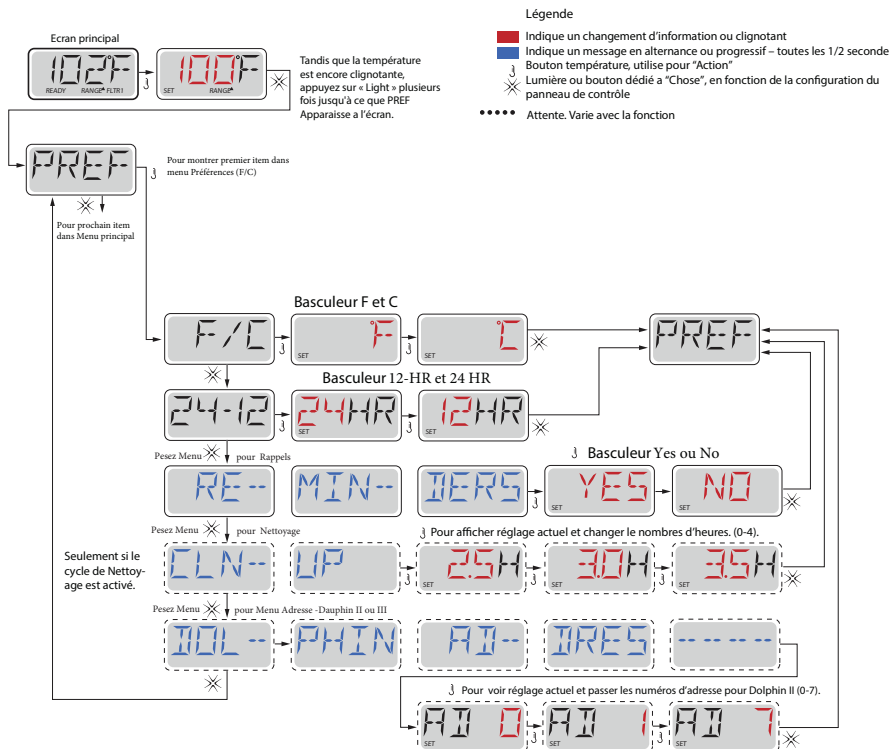 Légende
Indique un changement d'information ou clignotant
Indique un message en alternance ou progressif – toutes les 1/2 seconde
Bouton température, utilise pour "Action"
Lumière ou bouton dédié a "Chose", en fonction de la configuration du
panneau de contrôle
Attente. Varie avec la fonction
Ecran principal
102°F
READY RANGE FLTR1
100°F
SET RANGE
Tandis que la température
est encore clignotante,
appuyez sur « Light » plusieurs
fois jusqu'à ce que PREF
Apparaisse a l'écran.
PREF
Pour montrer premier item dans
menu Préférences (F/C)
Pour prochain item
dans Menu principal
Basculeur F et C
F/C
°F
SET
°C
SET
PREF
Basculeur 12-HR et 24 HR
24-12
24HR
SET
12HR
SET
Pesez Menu pour Rappels
Basculeur Yes ou No
RE--
MIN--
DERS
YES
SET
NO
SET
Pesez Menu pour Nettoyage
Pour afficher réglage actuel et changer le nombres d'heures. (0-4).
Seulement si le
cycle de Nettoy-
age est activé.
CLN--
UP
2.5H
SET
3.0H
SET
3.5H
SET
Pesez Menu pour Menu Adresse -Dauphin II ou III
DOL--
PHIN
AD--
DRES
----
Pour voir réglage actuel et passer les numéros d'adresse pour Dolphin II (0-7).
AD 0
SET
AD 1
SET
AD 7
SET